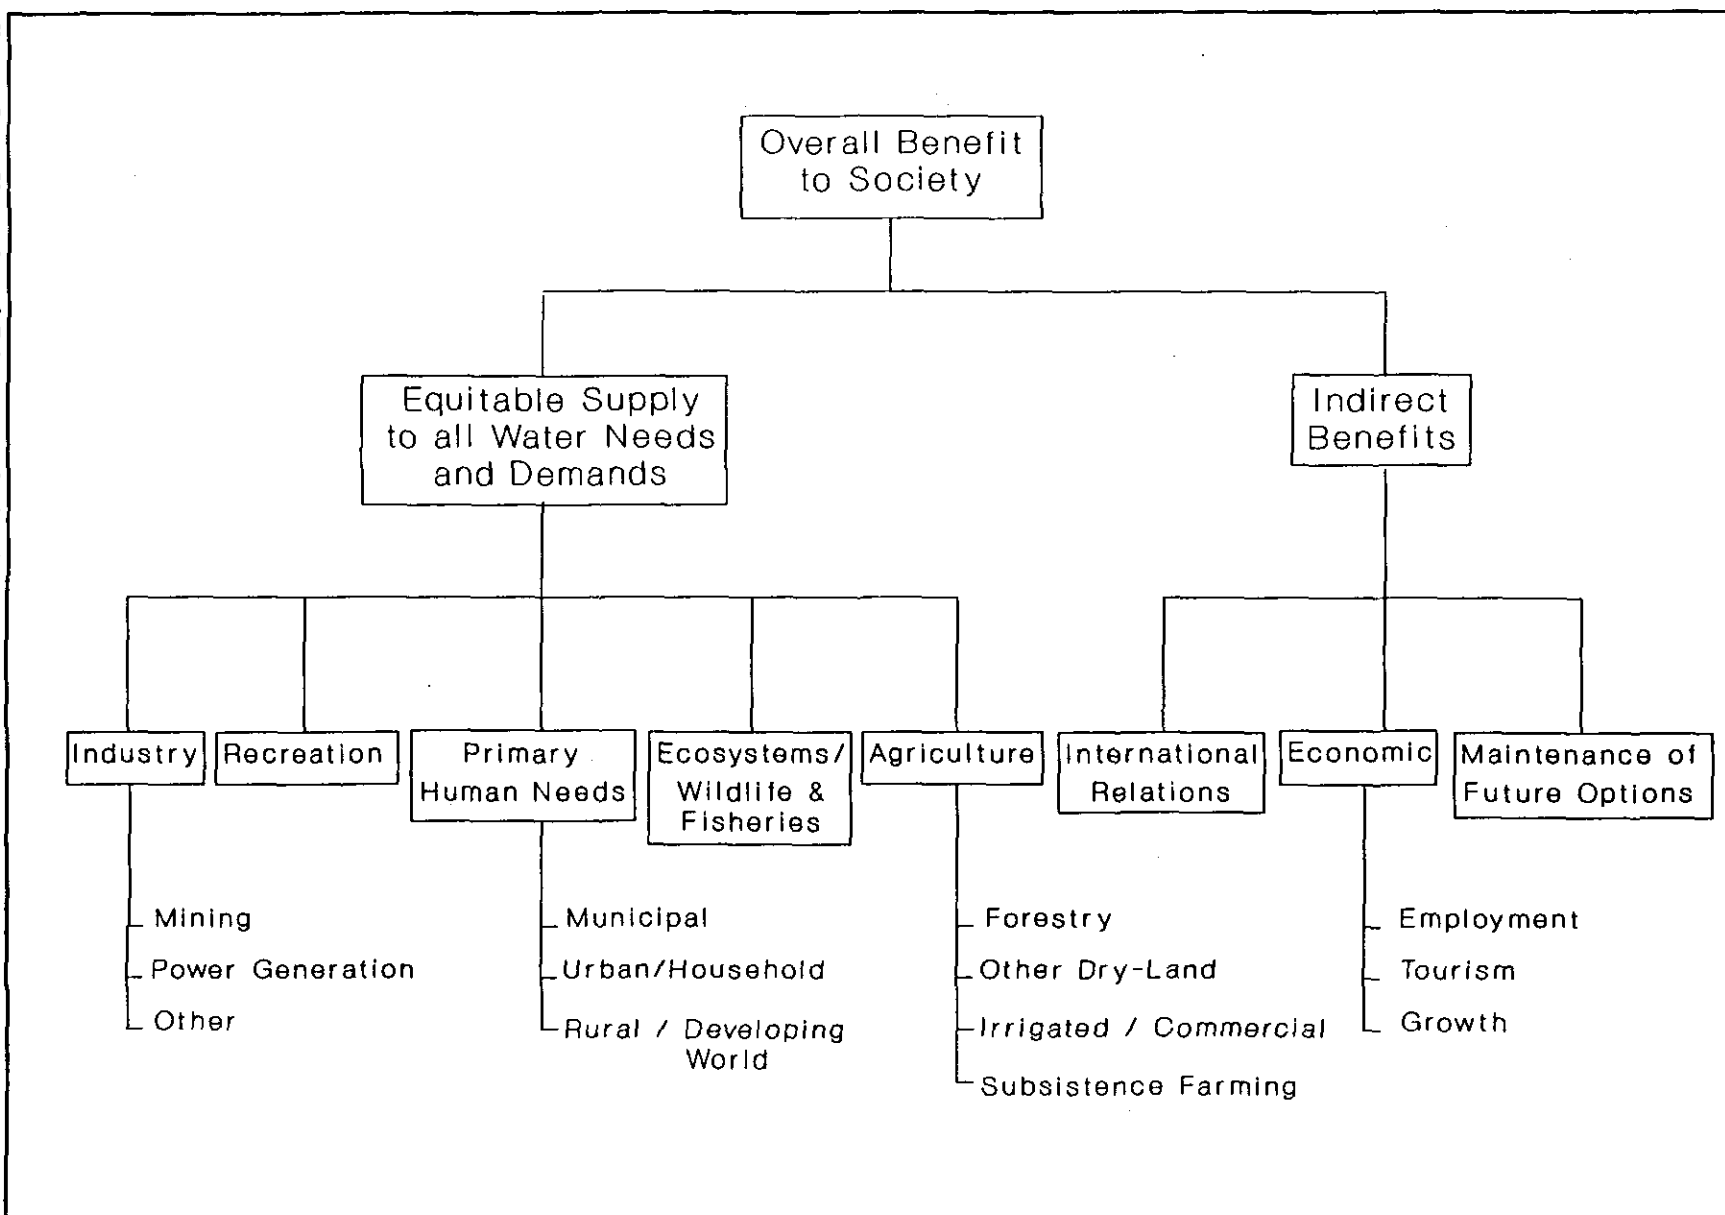 Overall Benefit
to Society
Equitable Supply
to all Water Needs
and Demands
Indirect
Benefits
Industry
Recreation
Primary
Human Needs
Ecosystems/
Wildlife &
Fisheries
Agriculture
International
Relations
Economic
Maintenance of
Future Options
Mining
Power Generation
Other
Municipal
Urban/Household
Rural / Developing
World
Forestry
Other Dry-Land
Irrigated / Commercial
Subsistence Farming
Employment
Tourism
Growth